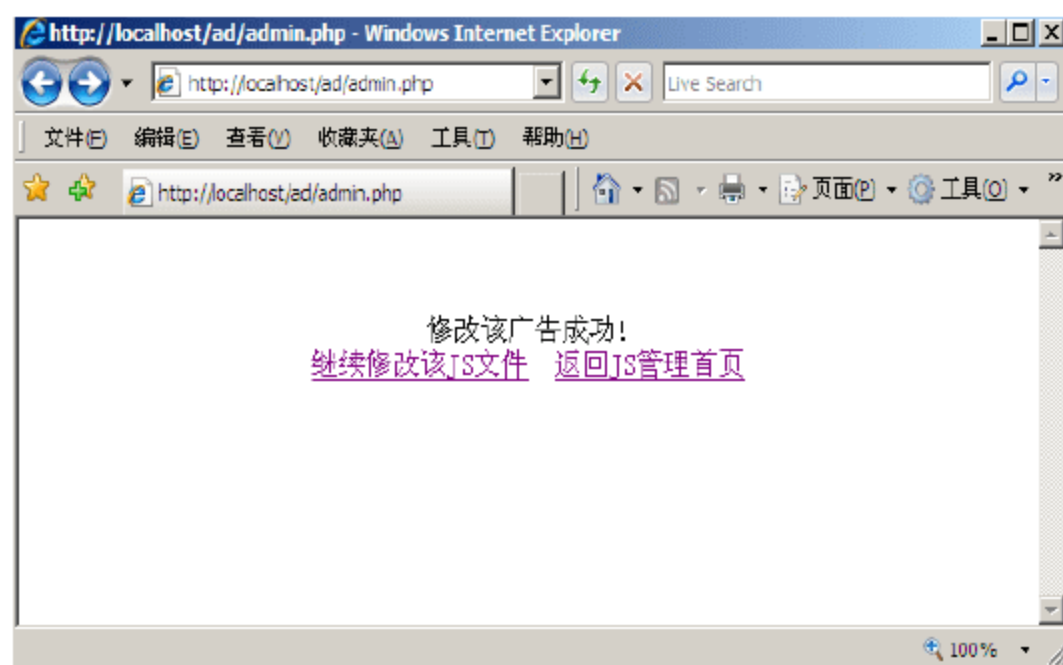 http://localhost/ad/admin.php - Windows Internet Explorer
http://localhost/ad/admin.php Live Search
文件(F) 编辑(E) 查看(V) 收藏夹(A) 工具(T) 帮助(H)
http://localhost/ad/admin.php 页面(P) 工具(O) »
修改该广告成功!
继续修改该JS文件 返回JS管理首页
100%